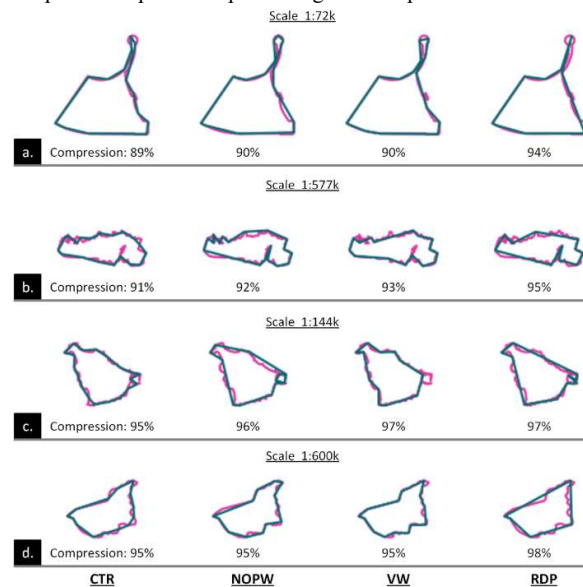 Scale 1:72k
a. Compression: 89% 90% 90% 94%
Scale 1:577k
b. Compression: 91% 92% 93% 95%
Scale 1:144k
c. Compression: 95% 96% 97% 97%
Scale 1:600k
d. Compression: 95% 95% 95% 98%
CTR NOPW VW RDP